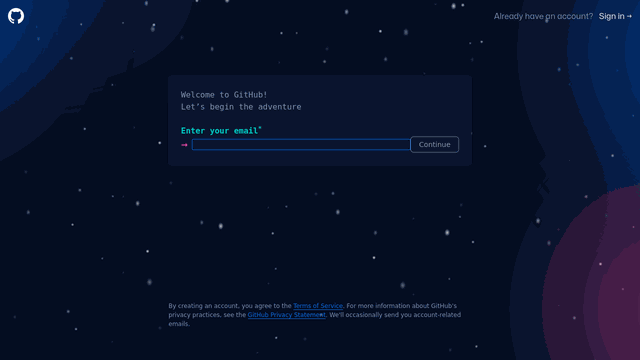 Already have an account? Sign in →
Welcome to GitHub!
Let's begin the adventure
Enter your email*
→
Continue
By creating an account, you agree to the Terms of Service. For more information about GitHub's
privacy practices, see the GitHub Privacy Statement. We'll occasionally send you account-related
emails.